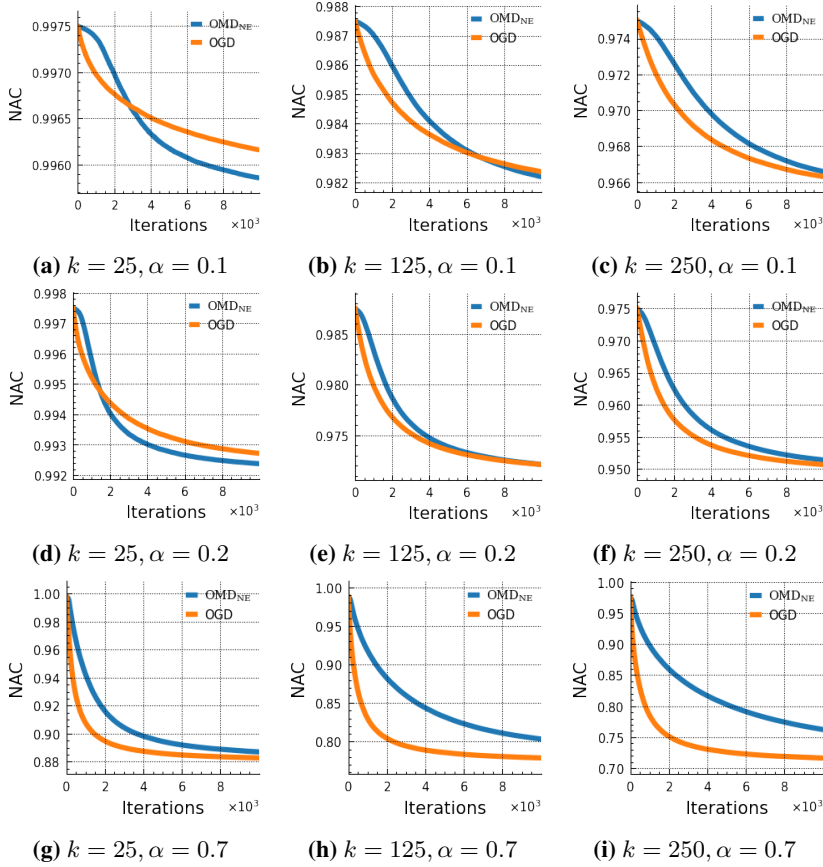 0.9975
0.9970
0.9965
0.9960
NAC
OMD_NE
OGD
0 2 4 6 8
Iterations ×10³
(a) k = 25, α = 0.1
0.988
0.987
0.986
0.985
0.984
0.983
0.982
NAC
OMD_NE
OGD
0 2 4 6 8
Iterations ×10³
(b) k = 125, α = 0.1
0.974
0.972
0.970
0.968
0.966
NAC
OMD_NE
OGD
0 2 4 6 8
Iterations ×10³
(c) k = 250, α = 0.1
0.998
0.997
0.996
0.995
0.994
0.993
0.992
NAC
OMD_NE
OGD
0 2 4 6 8
Iterations ×10³
(d) k = 25, α = 0.2
0.985
0.980
0.975
NAC
OMD_NE
OGD
0 2 4 6 8
Iterations ×10³
(e) k = 125, α = 0.2
0.975
0.970
0.965
0.960
0.955
0.950
NAC
OMD_NE
OGD
0 2 4 6 8
Iterations ×10³
(f) k = 250, α = 0.2
1.00
0.98
0.95
0.93
0.90
0.88
NAC
OMD_NE
OGD
0 2 4 6 8
Iterations ×10³
(g) k = 25, α = 0.7
1.00
0.95
0.90
0.85
0.80
NAC
OMD_NE
OGD
0 2 4 6 8
Iterations ×10³
(h) k = 125, α = 0.7
1.00
0.95
0.90
0.85
0.80
0.75
0.70
NAC
OMD_NE
OGD
0 2 4 6 8
Iterations ×10³
(i) k = 250, α = 0.7